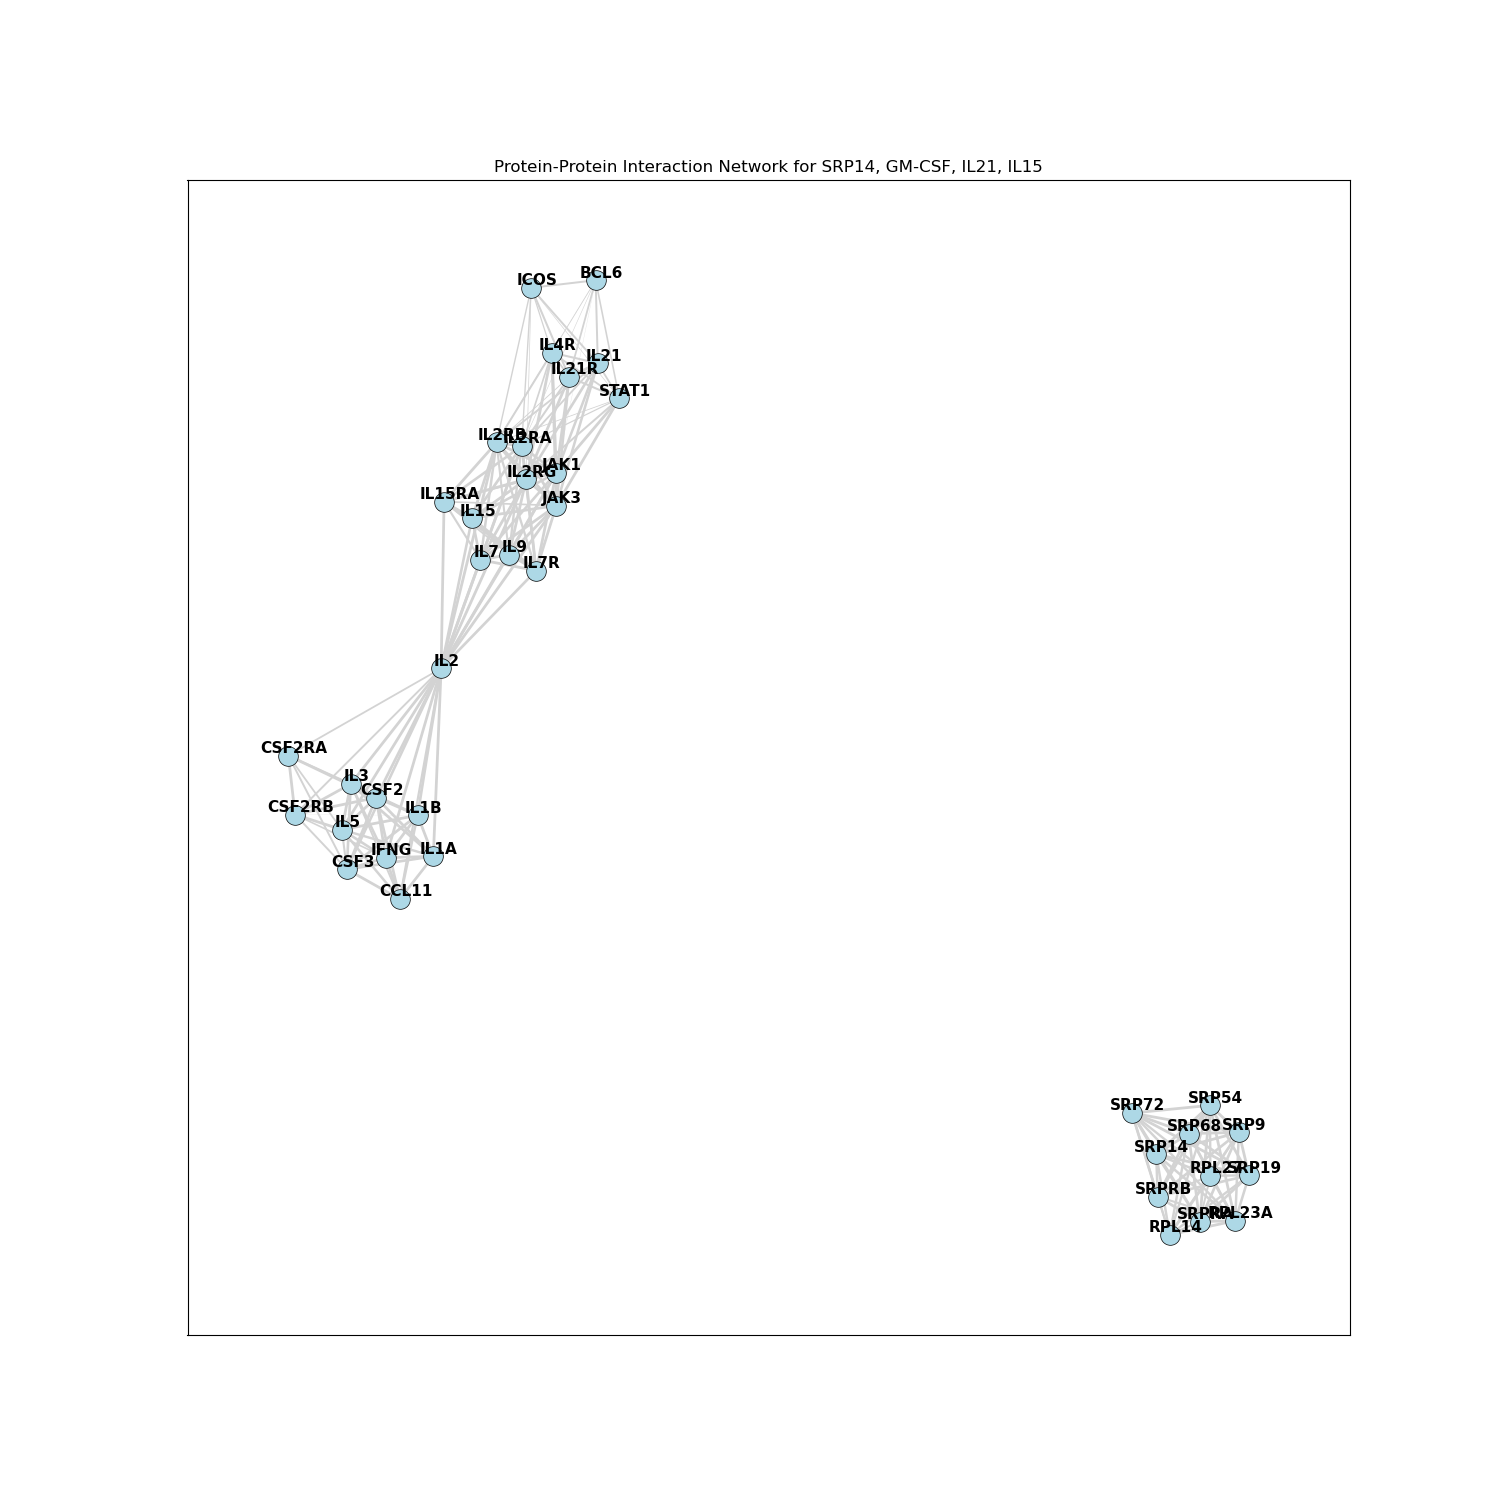 Protein-Protein Interaction Network for SRP14, GM-CSF, IL21, IL15
ICOS
BCL6
IL4R
IL21
IL21R
STAT1
IL2RB
IL2RA
JAK1
IL2RG
IL15RA
JAK3
IL15
IL9
IL7
IL7R
IL2
CSF2RA
IL3
CSF2
CSF2RB
IL1B
IL5
IL1A
IFNG
CSF3
CCL11
SRP54
SRP72
SRP9
SRP68
SRP14
SRP19
SRPRB
RPL23A
RPL14